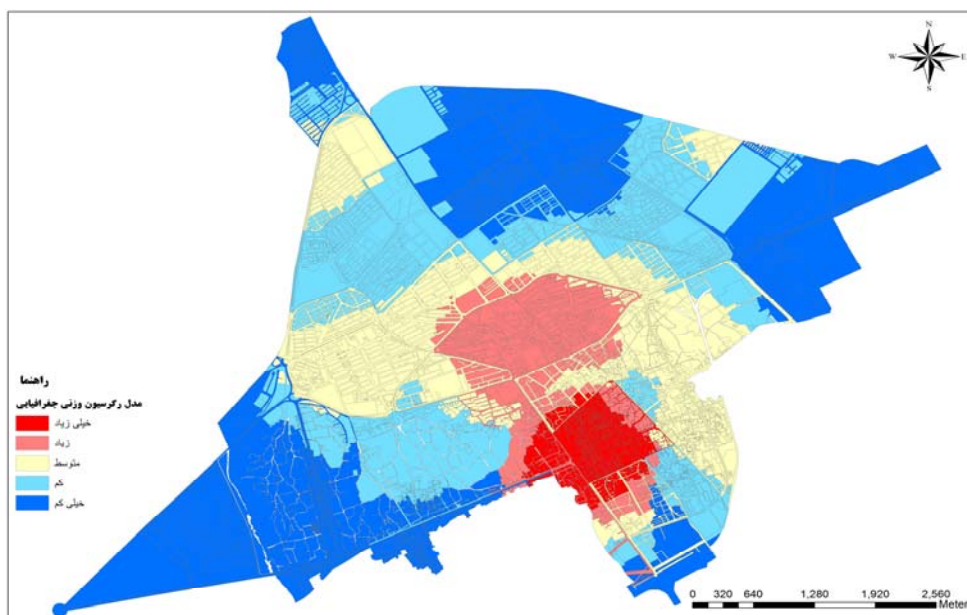 N
W E
S
راهنما
مدل رگرسیون وزنی جغرافیایی
خیلی زیاد
زیاد
متوسط
کم
خیلی کم
0 320 640 1,280 1,920 2,560
Meter